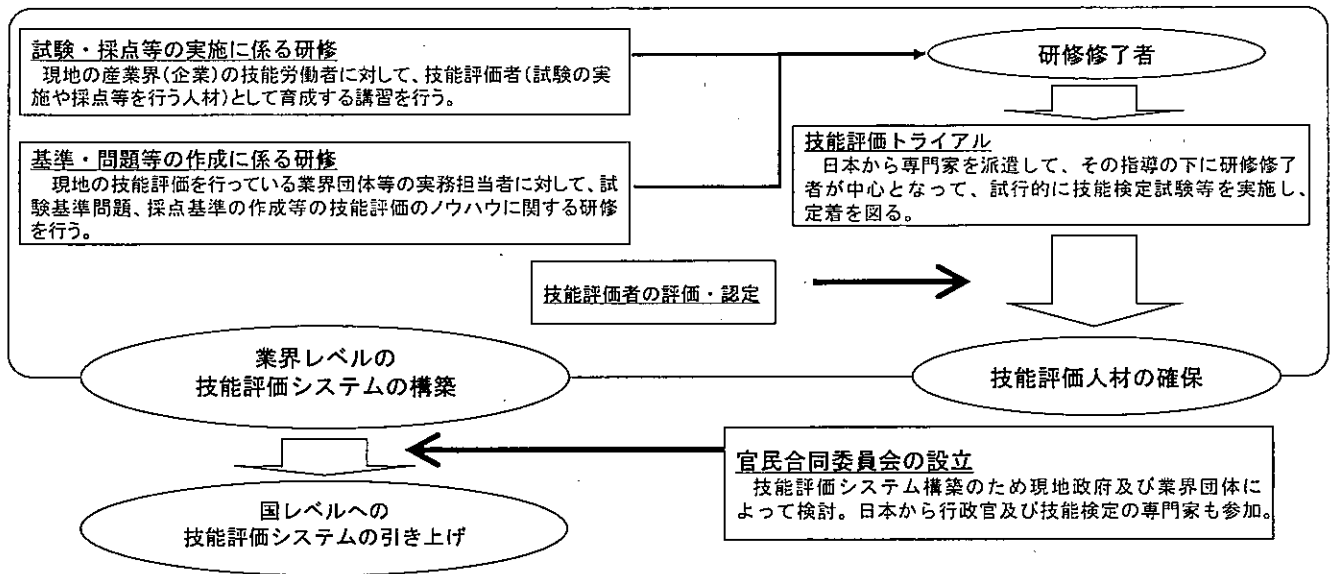 試験・採点等の実施に係る研修
現地の産業界(企業)の技能労働者に対して、技能評価者(試験の実
施や採点等を行う人材)として育成する講習を行う。
基準・問題等の作成に係る研修
現地の技能評価を行っている業界団体等の実務担当者に対して、試
験基準問題、採点基準の作成等の技能評価のノウハウに関する研修
を行う。
研修修了者
技能評価トライアル
日本から専門家を派遣して、その指導の下に研修修了
者が中心となって、試行的に技能検定試験等を実施し、
定着を図る。
技能評価者の評価・認定
業界レベルの
技能評価システムの構築
技能評価人材の確保
官民合同委員会の設立
技能評価システム構築のため現地政府及び業界団体に
よって検討。日本から行政官及び技能検定の専門家も参加。
国レベルへの
技能評価システムの引き上げ